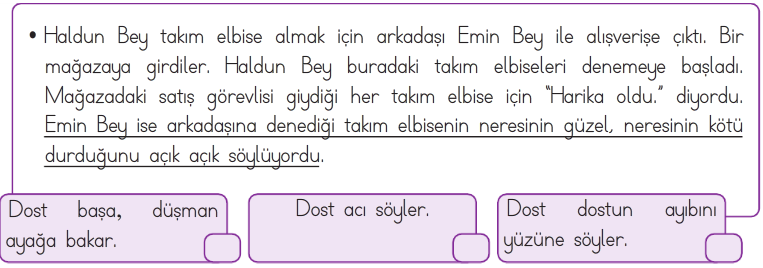 • Haldun Bey takım elbise almak için arkadaşı Emin Bey ile alışverişe çıktı. Bir
mağazaya girdiler. Haldun Bey buradaki takım elbiseleri denemeye başladı.
Mağazadaki satış görevlisi giydiği her takım elbise için "Harika oldu." diyordu.
Emin Bey ise arkadaşına denediği takım elbisenin neresinin güzel, neresinin kötü
durduğunu açık açık söylüyordu.
Dost başa, düşman
ayağa bakar.
Dost acı söyler.
Dost dostun ayıbını
yüzüne söyler.